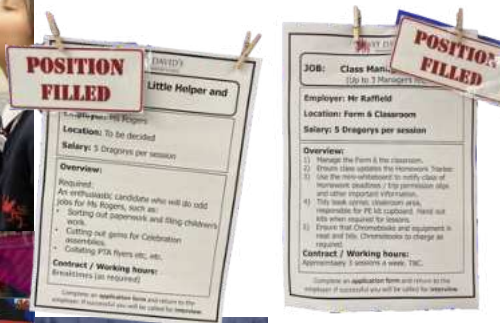 DAVID'S
POSITION
FILLED
Little Helper and
Employer: Ms Rogers
Location: To be decided
Salary: 5 Dragorys per session
Overview:
Required:
An enthusiastic candidate who will do odd
jobs for Ms Rogers, such as:
• Sorting out paperwork and filing children's
work.
• Cutting out gems for Celebration
assemblies.
• Collating PTA flyers etc, etc.
Contract / Working hours:
Breaktimes (as required)
Complete an application form and return to the
employer. If successful you will be called for interview.
DAVID'S
POSITION
FILLED
JOB: Class
(Up to 3 Managers
Employer: Mr Raffield
Location: Form 6 Classroom
Salary: 5 Dragorys per session
Overview:
1) Manage the Form 6 the classroom.
2) Ensure class updates the Homework Tracker.
3) Use the mini-whiteboard to notify class of
homework deadlines / trip permission slips
and other important information.
4) Tidy book corner, cloakroom area,
responsible for PE kit cupboard. Hand out
kits when required for lessons.
5) Ensure that Chromebooks and equipment is
neat and tidy. Chromebooks to charge as
required.
Contract / Working hours:
Approximately 3 sessions a week. TBC.
Complete an application form and return to the
employer. If successful you will be called for interview.